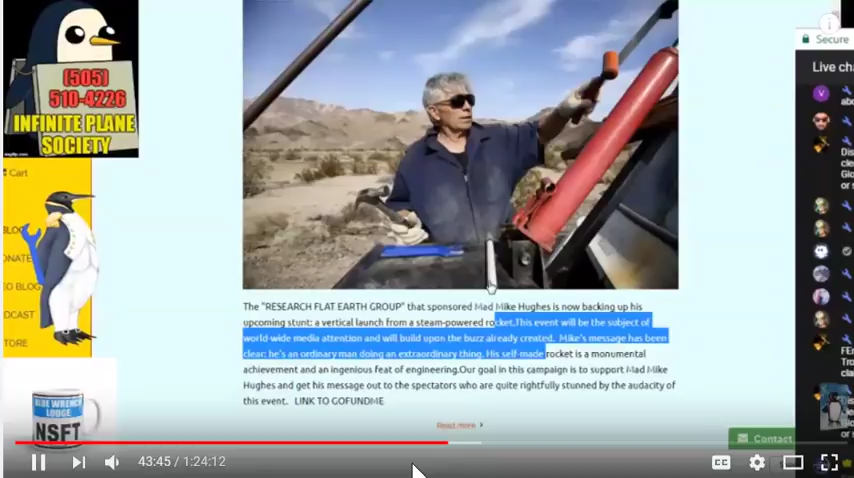 (505)
510-4226
INFINITE PLANE
SOCIETY
Cart
BLOG
DCAST
STORE
BLUE WRENCH
LODGE
NSFT
The "RESEARCH FLAT EARTH GROUP" that sponsored Mad Mike Hughes is now backing up his
upcoming stunt: a vertical launch from a steam-powered rocket.This event will be the subject of
world-wide media attention and will build upon the buzz already created. Mike's message has been
clear: he's an ordinary man doing an extraordinary thing. His self-made rocket is a monumental
achievement and an ingenious feat of engineering.Our goal in this campaign is to support Mad Mike
Hughes and get his message out to the spectators who are quite rightfully stunned by the audacity of
this event. LINK TO GOFUNDME
Read more
Contact
Secure
Live cha
43:45 / 1:24:12
CC